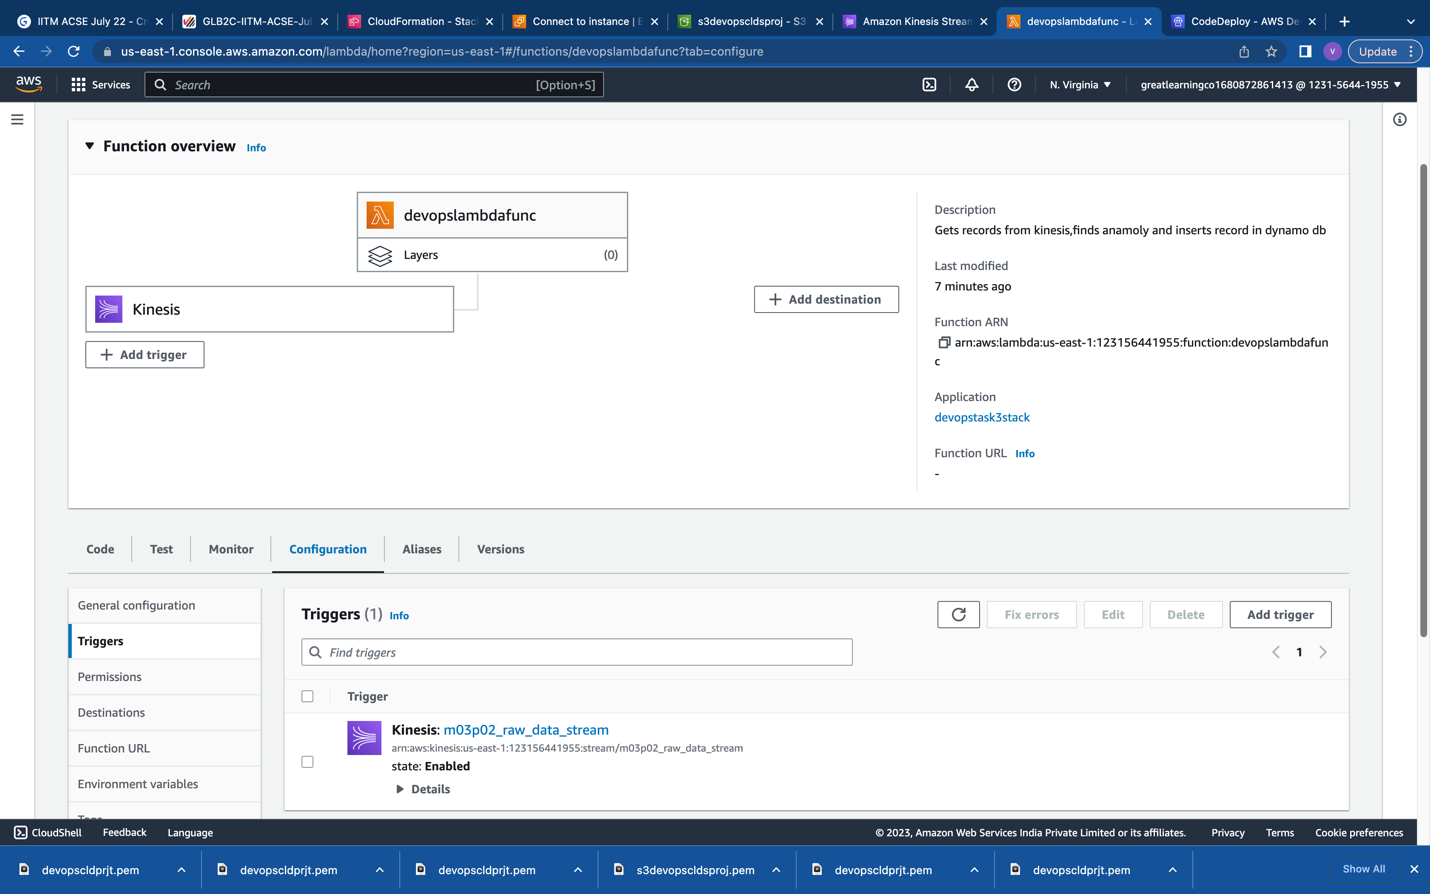 IITM ACSE July 22 - Cr
GLB2C-IITM-ACSE-Jul
CloudFormation - Stac
Connect to instance | E
s3devopscldsproj - S3
Amazon Kinesis Stream
devopslambdafunc - L
CodeDeploy - AWS De
us-east-1.console.aws.amazon.com/lambda/home?region=us-east-1#/functions/devopslambdafunc?tab=configure
V
Update
aws
Services
Search
[Option+S]
N. Virginia
greatlearningco1680872861413 @ 1231-5644-1955
Function overview Info
devopslambdafunc
Layers (0)
Kinesis
+ Add trigger
+ Add destination
Description
Gets records from kinesis,finds anamoly and inserts record in dynamo db
Last modified
7 minutes ago
Function ARN
arn:aws:lambda:us-east-1:123156441955:function:devopslambdafun
c
Application
devopstask3stack
Function URL Info
-
Code
Test
Monitor
Configuration
Aliases
Versions
General configuration
Triggers
Permissions
Destinations
Function URL
Environment variables
Triggers (1) Info
Fix errors
Edit
Delete
Add trigger
Find triggers
1
Trigger
Kinesis: m03p02_raw_data_stream
arn:aws:kinesis:us-east-1:123156441955:stream/m03p02_raw_data_stream
state: Enabled
Details
CloudShell
Feedback
Language
© 2023, Amazon Web Services India Private Limited or its affiliates.
Privacy
Terms
Cookie preferences
devopscldprjt.pem
devopscldprjt.pem
devopscldprjt.pem
s3devopscldsproj.pem
devopscldprjt.pem
devopscldprjt.pem
Show All